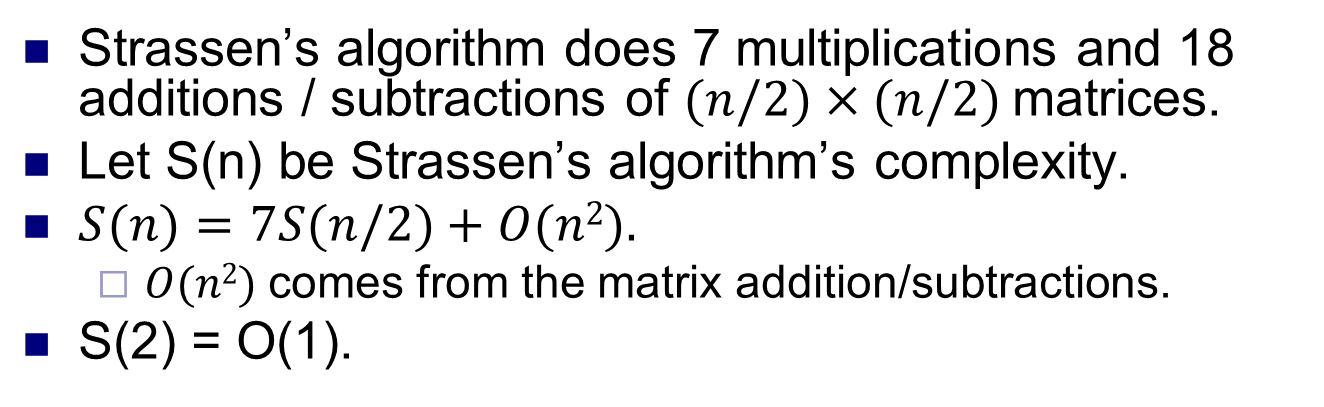 Strassen’s algorithm does 7 multiplications and 18
additions / subtractions of (𝑛/2) × (𝑛/2) matrices.
Let S(n) be Strassen’s algorithm’s complexity.
𝑆(𝑛) = 7𝑆(𝑛/2) + 𝑂(𝑛²).
𝑂(𝑛²) comes from the matrix addition/subtractions.
S(2) = O(1).